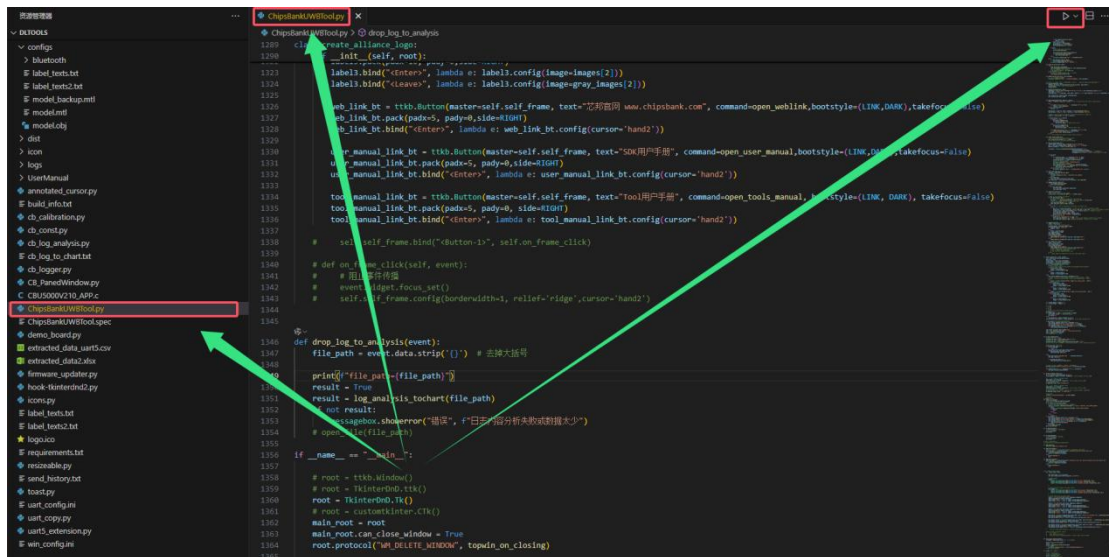 资源管理器 ···
DLTOOLS
configs
bluetooth
label_texts.txt
label_texts2.txt
model_backup.mtl
model.mtl
model.obj
dist
icon
logs
UserManual
annotated_cursor.py
build_info.txt
cb_calibration.py
cb_const.py
cb_log_analysis.py
cb_log_to_chart.txt
cb_logger.py
CB_PanedWindow.py
C CBU5000V210_APP.c
ChipsBankUWBTool.py
ChipsBankUWBTool.spec
demo_board.py
extracted_data_uart5.csv
extracted_data2.xlsx
firmware_updater.py
hook-tkinterdnd2.py
icons.py
label_texts.txt
label_texts2.txt
logo.ico
requirements.txt
resizeable.py
send_history.txt
toast.py
uart_config.ini
uart_copy.py
uart5_extension.py
win_config.ini
ChipsBankUWBTool.py
ChipsBankUWBTool.py > drop_log_to_analysis
1289 create_alliance_logo:
1290 __init__(self, root):
1323 label3.bind("<Enter>", lambda e: label3.config(image=images[2]))
1324 label3.bind("<Leave>", lambda e: label3.config(image=gray_images[2]))
1325
1326 web_link_bt = ttkb.Button(master=self.self_frame, text="芯邦官网 www.chipsbank.com", command=open_weblink,bootstyle=(LINK,DARK),takefocus=False)
1327 web_link_bt.pack(padx=5, pady=0,side=RIGHT)
1328 web_link_bt.bind("<Enter>", lambda e: web_link_bt.config(cursor='hand2'))
1329
1330 user_manual_link_bt = ttkb.Button(master=self.self_frame, text="SDK用户手册", command=open_user_manual,bootstyle=(LINK,DARK),takefocus=False)
1331 user_manual_link_bt.pack(padx=5, pady=0,side=RIGHT)
1332 user_manual_link_bt.bind("<Enter>", lambda e: user_manual_link_bt.config(cursor='hand2'))
1333
1334 tool_manual_link_bt = ttkb.Button(master=self.self_frame, text="Tool用户手册", command=open_tools_manual, bootstyle=(LINK, DARK), takefocus=False)
1335 tool_manual_link_bt.pack(padx=5, pady=0, side=RIGHT)
1336 tool_manual_link_bt.bind("<Enter>", lambda e: tool_manual_link_bt.config(cursor='hand2'))
1337
1338 # self.self_frame.bind("<Button-1>", self.on_frame_click)
1339
1340 # def on_frame_click(self, event):
1341 # # 阻止事件传播
1342 # event.widget.focus_set()
1343 # self.self_frame.config(borderwidth=1, relief='ridge',cursor='hand2')
1344
1345
1346 def drop_log_to_analysis(event):
1347 file_path = event.data.strip('{}') # 去掉大括号
1348
1349 print(f"file_path={file_path}")
1350 result = True
1351 result = log_analysis_tochart(file_path)
1352 if not result:
1353 messagebox.showerror("错误", f"日志内容分析失败或数据太少")
1354 # open_file(file_path)
1355
1356 if __name__ == "__main__":
1357
1358 # root = ttkb.Window()
1359 # root = TkinterDnD.ttk()
1360 root = TkinterDnD.Tk()
1361 # root = customtkinter.CTk()
1362 main_root = root
1363 main_root.can_close_window = True
1364 root.protocol("WM_DELETE_WINDOW", topwin_on_closing)